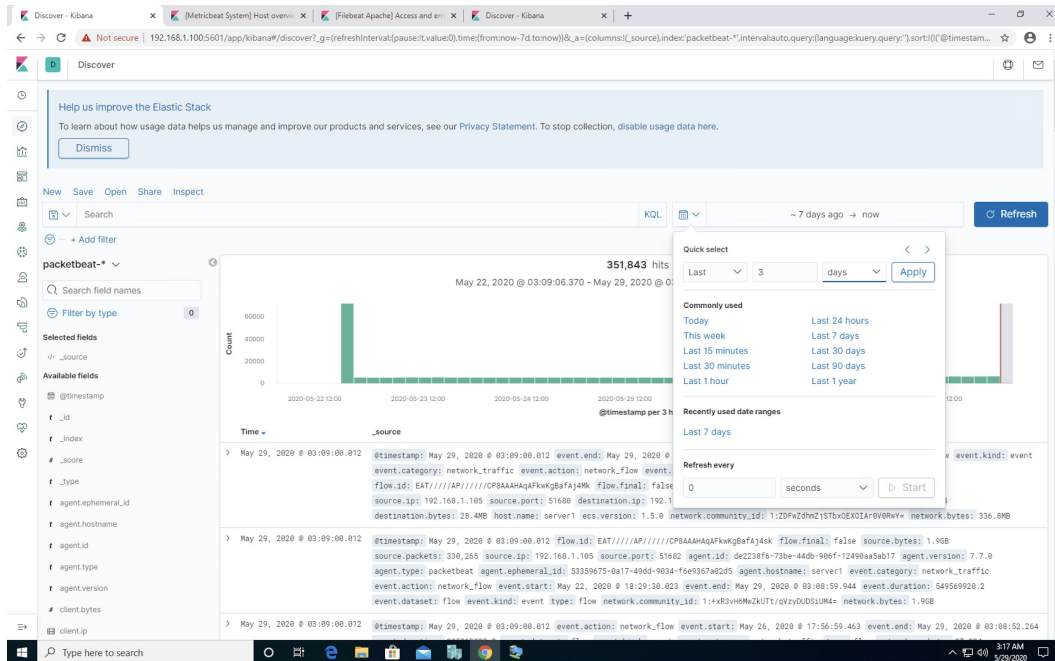 Discover - Kibana
[Metricbeat System] Host overvie
[Filebeat Apache] Access and erro
Discover - Kibana
Not secure | 192.168.1.100:5601/app/kibana#/discover?_g=(refreshInterval:(pause:!t,value:0),time:(from:now-7d,to:now))&_a=(columns:!(_source),index:'packetbeat-*',interval:auto,query:(language:kuery,query:''),sort:!(!('@timestam...
D Discover
Help us improve the Elastic Stack
To learn about how usage data helps us manage and improve our products and services, see our Privacy Statement. To stop collection, disable usage data here.
Dismiss
New Save Open Share Inspect
Search KQL ~ 7 days ago → now Refresh
+ Add filter
packetbeat-*
Search field names
Filter by type 0
Selected fields
_source
Available fields
@timestamp
t _id
t _index
# _score
t _type
t agent.ephemeral_id
t agent.hostname
t agent.id
t agent.type
t agent.version
# client.bytes
client.ip
351,843 hits
May 22, 2020 @ 03:09:06.370 - May 29, 2020 @ 03
Count
60000
40000
20000
0
2020-05-22 12:00 2020-05-23 12:00 2020-05-24 12:00 2020-05-25 12:00 12:00
@timestamp per 3 h
Quick select
Last 3 days Apply
Commonly used
Today Last 24 hours
This week Last 7 days
Last 15 minutes Last 30 days
Last 30 minutes Last 90 days
Last 1 hour Last 1 year
Recently used date ranges
Last 7 days
Refresh every
0 seconds Start
Time _source
May 29, 2020 @ 03:09:00.012 @timestamp: May 29, 2020 @ 03:09:00.012 event.end: May 29, 2020 @ event.kind: event
event.category: network_traffic event.action: network_flow event.
flow.final: false
source.ip: 192.168.1.105 source.port: 51680 destination.ip: 192.1
destination.bytes: 28.4MB host.name: server1 ecs.version: 1.5.0 network.community_id: network.bytes: 336.8MB
May 29, 2020 @ 03:09:00.012 @timestamp: May 29, 2020 @ 03:09:00.012 flow.id: flow.final: false source.bytes: 1.9GB
source.packets: 330,265 source.ip: 192.168.1.105 source.port: 51682 agent.id: de2238f6-73be-44db-906f-12490aa5ab17 agent.version: 7.7.0
agent.type: packetbeat agent.ephemeral_id: 53359675-0a17-49dd-9034-f6e9367a02d5 agent.hostname: server1 event.category: network_traffic
event.action: network_flow event.start: May 22, 2020 @ 18:29:30.023 event.end: May 29, 2020 @ 03:08:59.944 event.duration: 549569920.2
event.dataset: flow event.kind: event type: flow network.community_id: network.bytes: 1.9GB
May 29, 2020 @ 03:09:00.012 @timestamp: May 29, 2020 @ 03:09:00.012 event.action: network_flow event.start: May 26, 2020 @ 17:56:59.463 event.end: May 29, 2020 @ 03:08:52.264
Type here to search
3:17 AM
5/29/2020